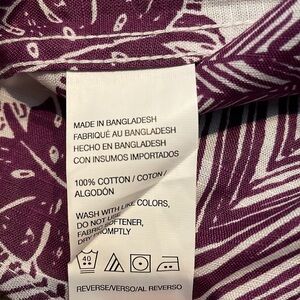 MADE IN BANGLADESH
FABRIQUÉ AU BANGLADESH
HECHO EN BANGLADESH
CON INSUMOS IMPORTADOS
100% COTTON / COTON /
ALGODÓN
WASH WITH LIKE COLORS,
DO NOT USE SOFTENER,
PROMPTLY
40
REVERSE/VERSO/AL REVERSO